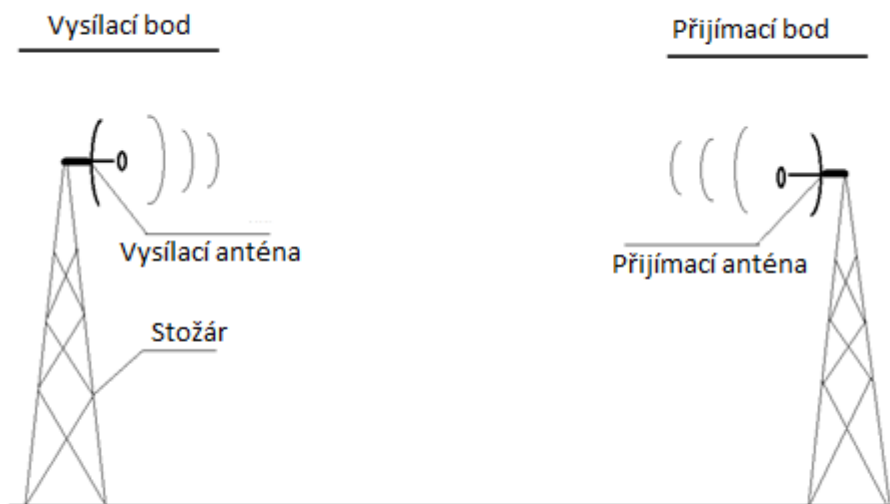 Vysílací bod
Přijímací bod
Vysílací anténa
Přijímací anténa
Stožár